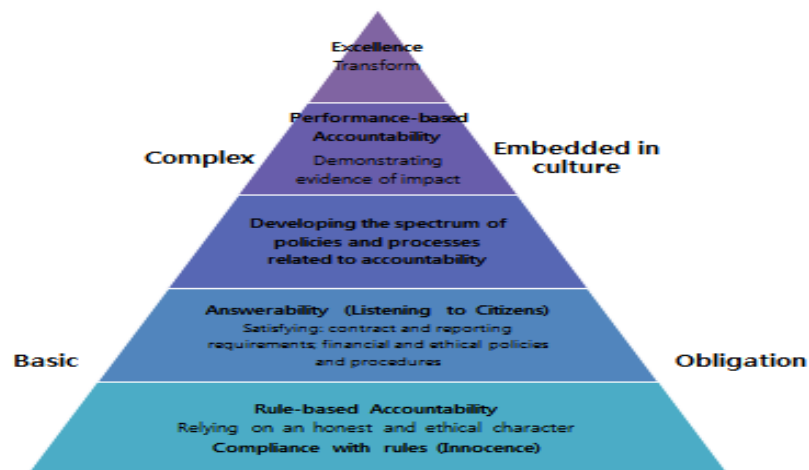 Excellence
Transform
Performance-based
Accountability
Complex
Embedded in
culture
Demonstrating
evidence of impact
Developing the spectrum of
policies and processes
related to accountability
Answerability (Listening to Citizens)
Satisfying: contract and reporting
requirements; financial and ethical policies
and procedures
Basic
Obligation
Rule-based Accountability
Relying on an honest and ethical character
Compliance with rules (Innocence)